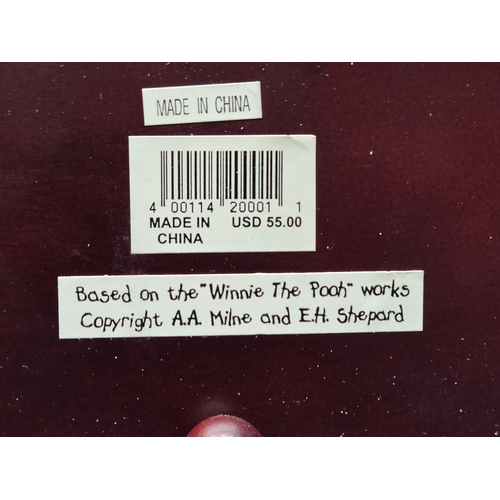 MADE IN CHINA
4 00114 20001 1
MADE IN USD 55.00
CHINA
Based on the "Winnie The Pooh" works
Copyright A.A. Milne and E.H. Shepard